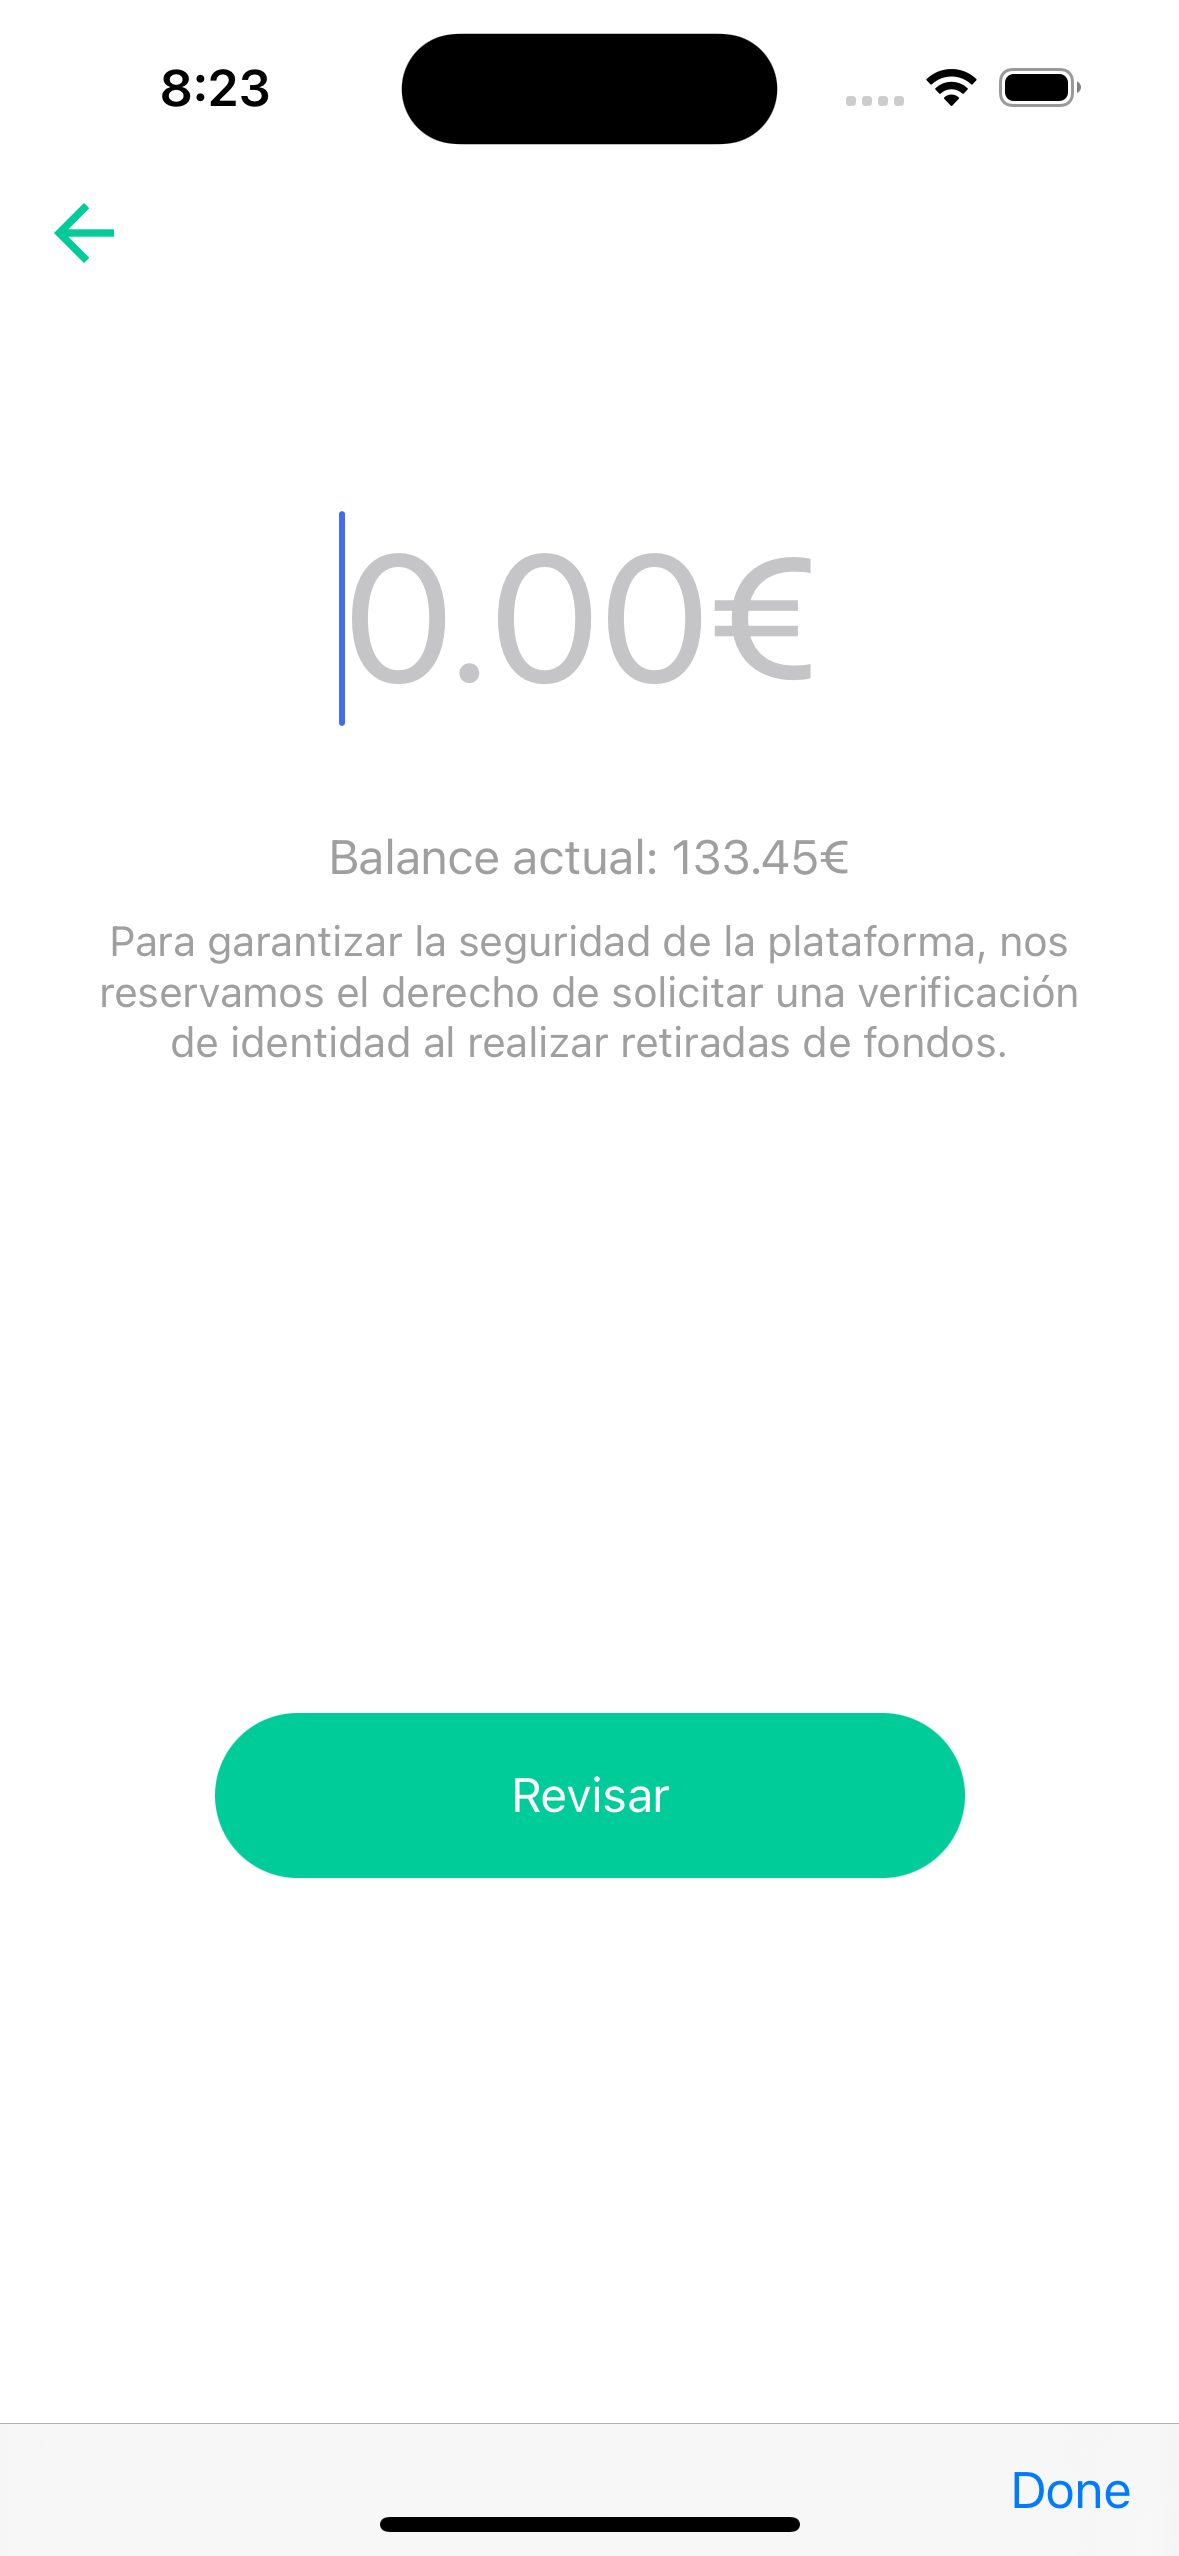 8:23
0.00€
Balance actual: 133.45€
Para garantizar la seguridad de la plataforma, nos
reservamos el derecho de solicitar una verificación
de identidad al realizar retiradas de fondos.
Revisar
Done